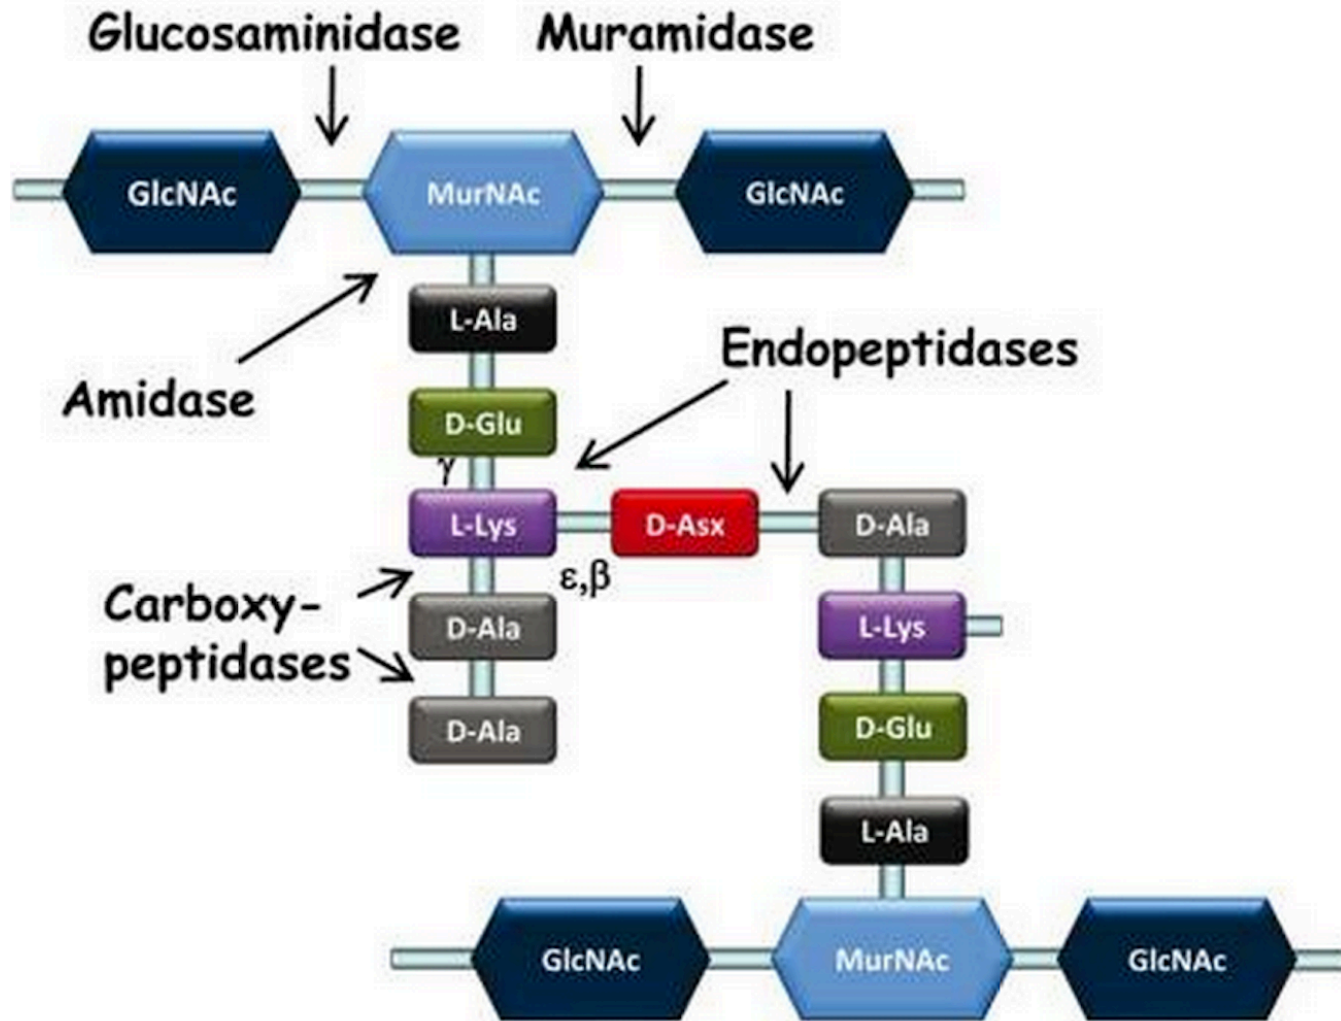 Glucosaminidase
Muramidase
GlcNAc
MurNAc
GlcNAc
L-Ala
Amidase
Endopeptidases
D-Glu
γ
L-Lys
D-Asx
D-Ala
ε,β
Carboxy-
peptidases
D-Ala
L-Lys
D-Ala
D-Glu
L-Ala
GlcNAc
MurNAc
GlcNAc